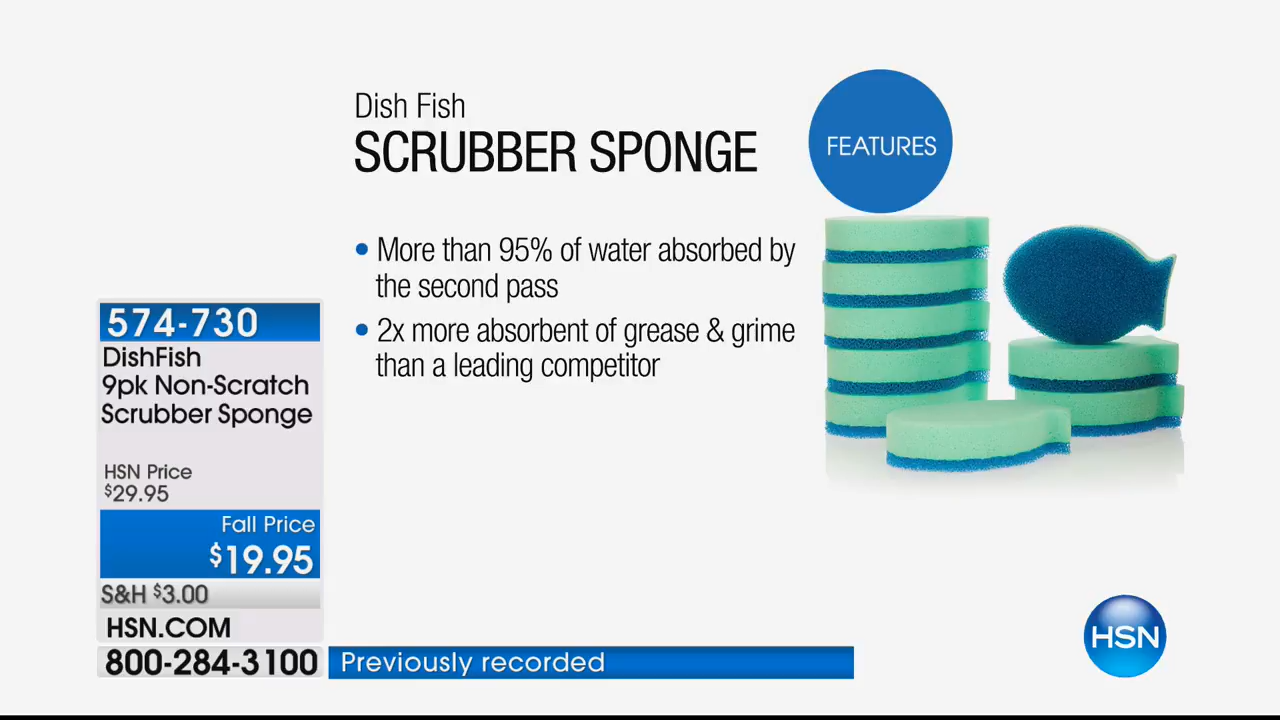 Dish Fish
SCRUBBER SPONGE
FEATURES
• More than 95% of water absorbed by
the second pass
• 2x more absorbent of grease & grime
than a leading competitor
574-730
DishFish
9pk Non-Scratch
Scrubber Sponge
HSN Price
$29.95
Fall Price
$19.95
S&H $3.00
HSN.COM
800-284-3100
Previously recorded
HSN